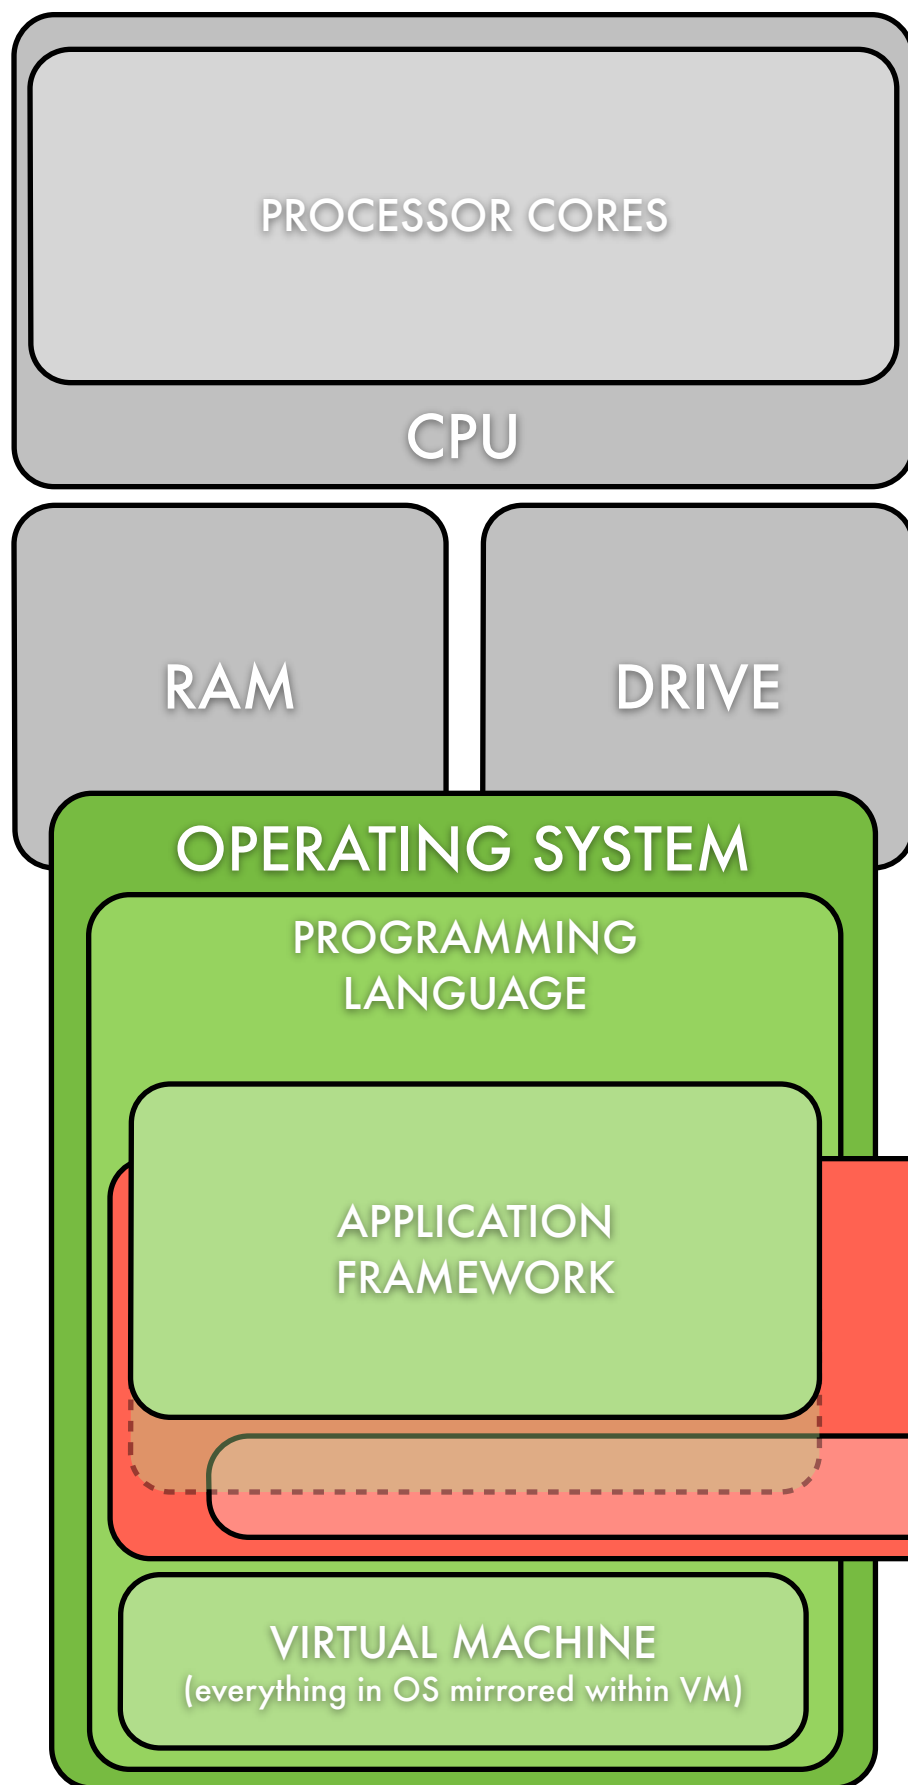 PROCESSOR CORES
CPU
RAM
DRIVE
OPERATING SYSTEM
PROGRAMMING
LANGUAGE
APPLICATION
FRAMEWORK
VIRTUAL MACHINE
(everything in OS mirrored within VM)